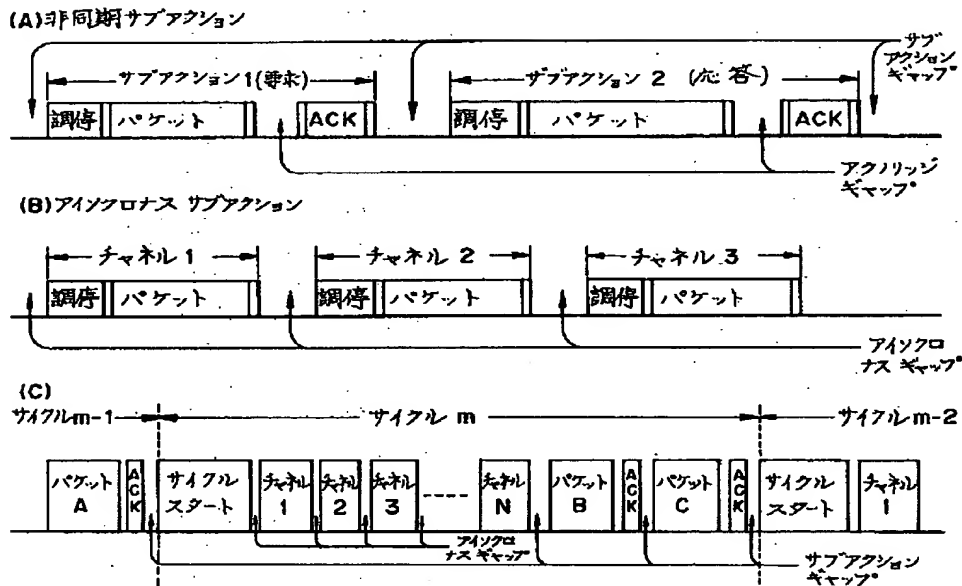 (A)非同期サブアクション
サブ
アクション
ギャップ
サブアクション1(要求)
サブアクション 2 (応答)
調停
パケット
ACK
調停
パケット
ACK
アクノリッジ
ギャップ
(B)アイソクロナス サブアクション
チャネル 1
チャネル 2
チャネル 3
調停
パケット
調停
パケット
調停
パケット
アイソクロ
ナス ギャップ
(C)
サイクルm-1
サイクル m
サイクルm-2
パケット
A
ACK
サイクル
スタート
チャネル
1
チャネル
2
チャネル
3
チャネル
N
パケット
B
ACK
パケット
C
ACK
サイクル
スタート
チャネル
1
アイソクロ
ナス ギャップ
サブアクション
ギャップ